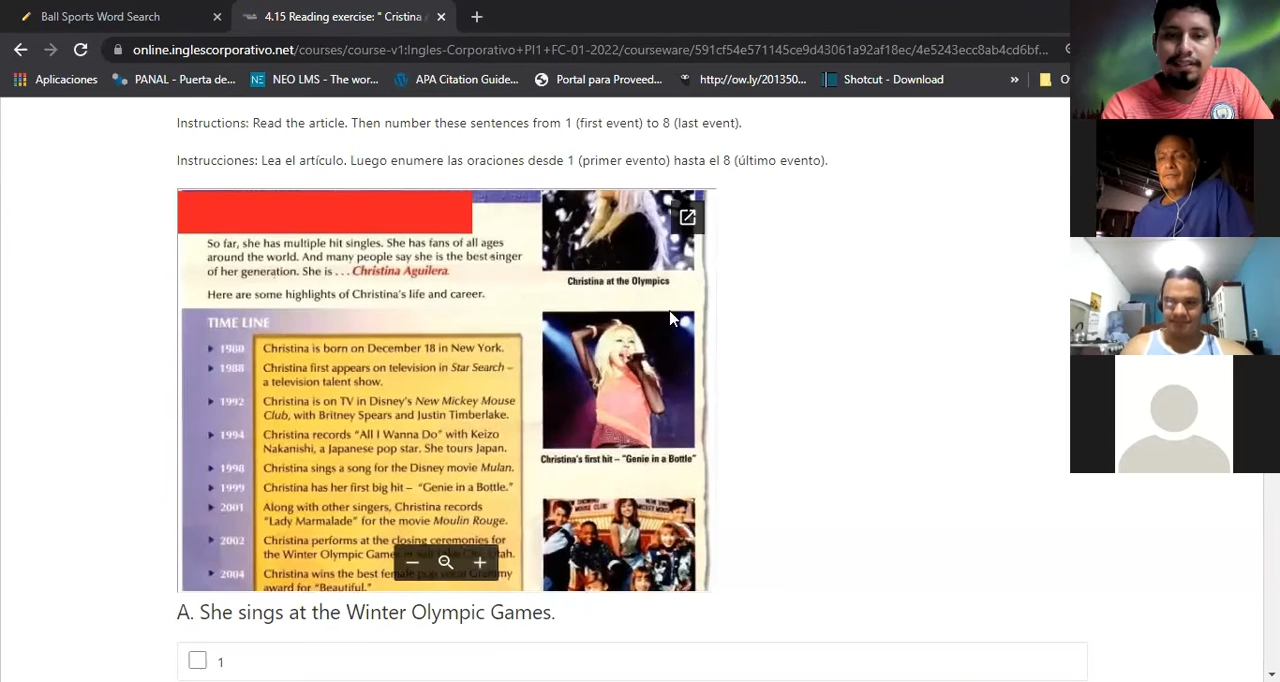 Ball Sports Word Search
4.15 Reading exercise: " Cristina
online.inglescorporativo.net/courses/course-v1:Ingles-Corporativo+PI1+FC-01-2022/courseware/591cf54e571145ce9d43061a92af18ec/4e5243ecc8ab4cd6bf...
Aplicaciones
PANAL - Puerta de...
NE
NEO LMS - The wor...
APA Citation Guide...
Portal para Proveed...
http://ow.ly/201350...
Shotcut - Download
»
Instructions: Read the article. Then number these sentences from 1 (first event) to 8 (last event).
Instrucciones: Lea el artículo. Luego enumere las oraciones desde 1 (primer evento) hasta el 8 (último evento).
So far, she has multiple hit singles. She has fans of all ages
around the world. And many people say she is the best singer
of her generation. She is . . . Christina Aguilera.
Here are some highlights of Christina's life and career.
Christina at the Olympics
TIME LINE
1980 Christina is born on December 18 in New York.
1988 Christina first appears on television in Star Search –
a television talent show.
1992 Christina is on TV in Disney's New Mickey Mouse
Club, with Britney Spears and Justin Timberlake.
1994 Christina records "All I Wanna Do" with Keizo
Nakanishi, a Japanese pop star. She tours Japan.
1998 Christina sings a song for the Disney movie Mulan.
1999 Christina has her first big hit – "Genie in a Bottle."
2001 Along with other singers, Christina records
"Lady Marmalade" for the movie Moulin Rouge.
2002 Christina performs at the closing ceremonies for
the Winter Olympic Games
2004 Christina wins the best female pop vocal Grammy
award for "Beautiful."
Christina's first hit – "Genie in a Bottle"
A. She sings at the Winter Olympic Games.
1